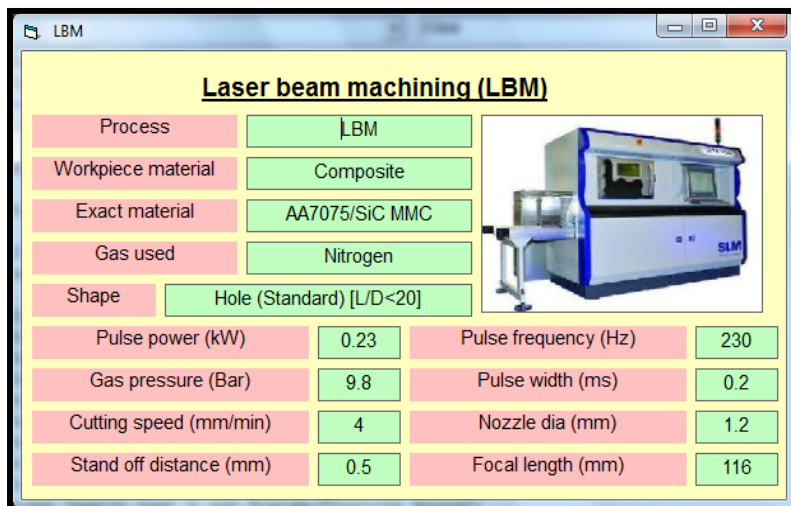 LBM
Laser beam machining (LBM)
Process LBM
Workpiece material Composite
Exact material AA7075/SiC MMC
Gas used Nitrogen
Shape Hole (Standard) [L/D<20]
SLM
Pulse power (kW) 0.23 Pulse frequency (Hz) 230
Gas pressure (Bar) 9.8 Pulse width (ms) 0.2
Cutting speed (mm/min) 4 Nozzle dia (mm) 1.2
Stand off distance (mm) 0.5 Focal length (mm) 116